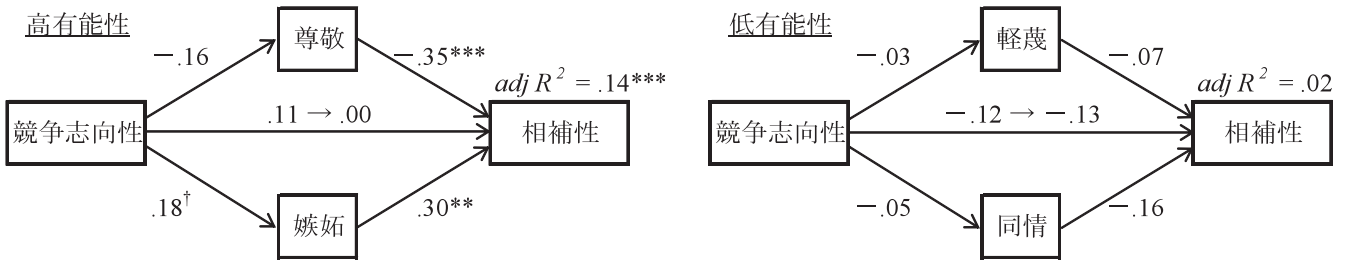 高有能性
尊敬
−.16
−.35***
adj R² = .14***
競争志向性
.11 → .00
相補性
.18†
.30**
嫉妬
低有能性
軽蔑
−.03
−.07
adj R² = .02
競争志向性
−.12 → −.13
相補性
−.05
−.16
同情